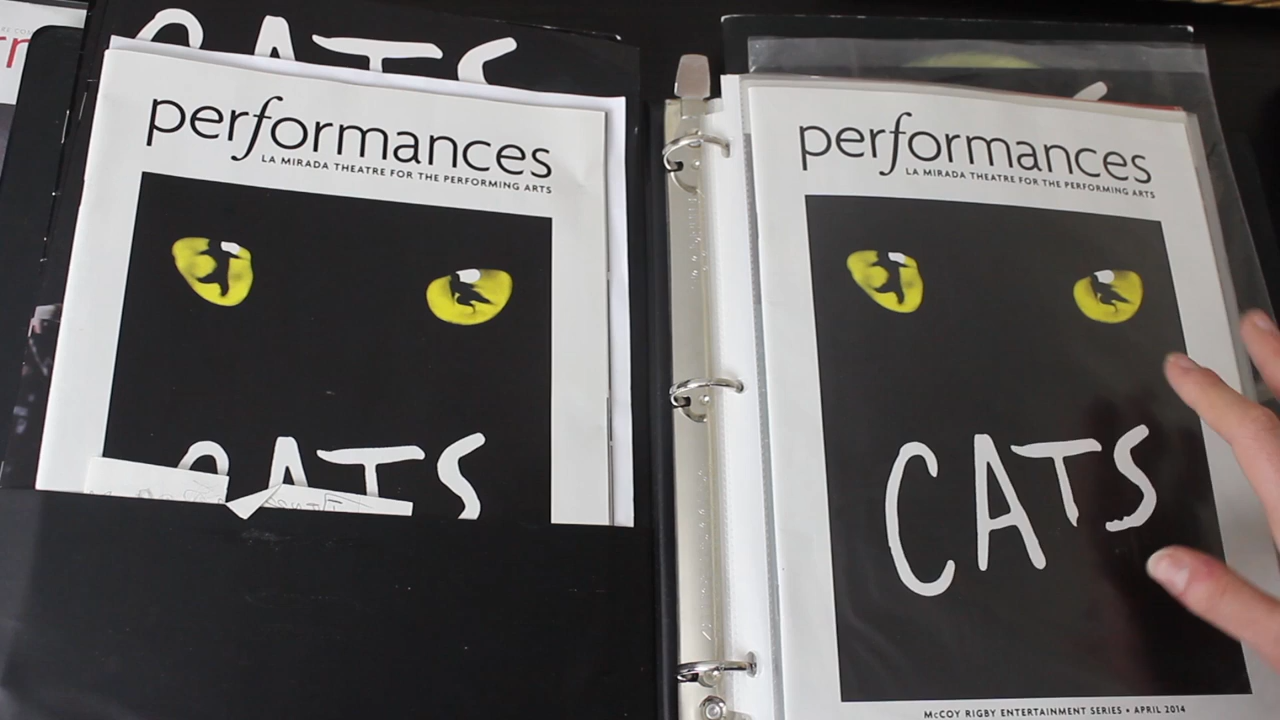 CATS
performances
LA MIRADA THEATRE FOR THE PERFORMING ARTS
CATS
performances
LA MIRADA THEATRE FOR THE PERFORMING ARTS
CATS
McCOY RIGBY ENTERTAINMENT SERIES • APRIL 2014